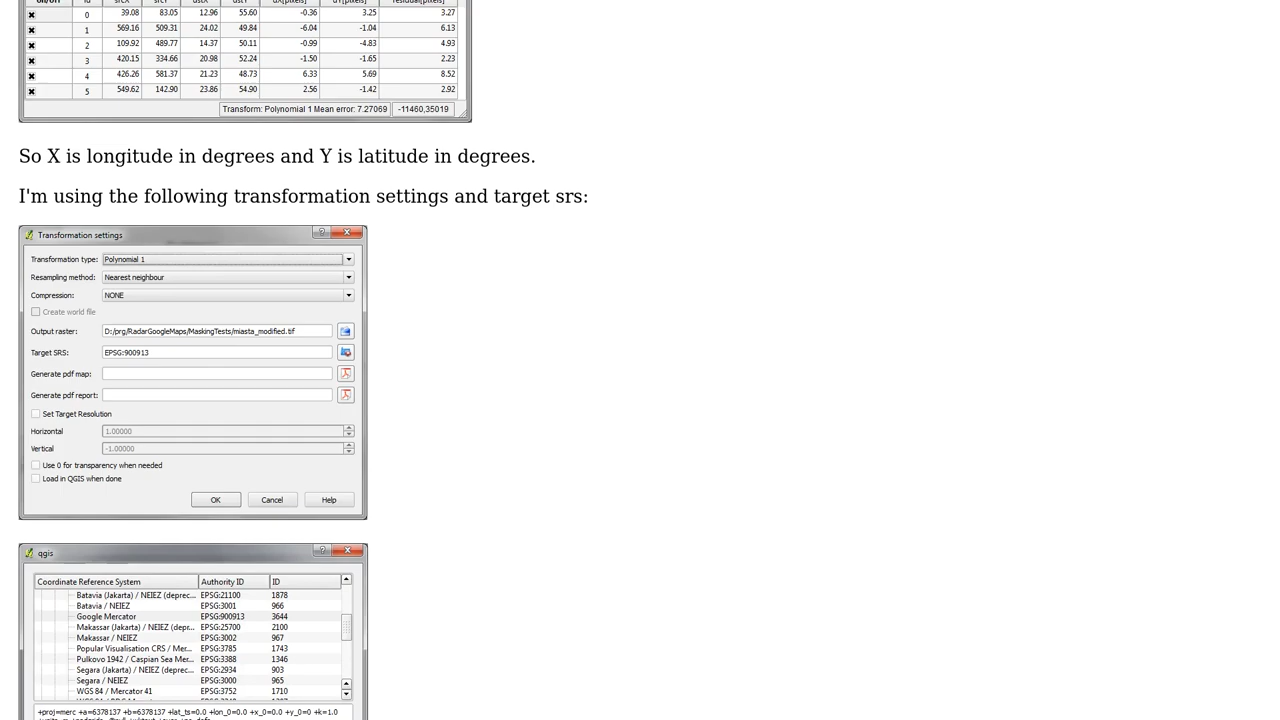 0 39.08 83.05 12.96 55.60 -0.36 3.25 3.27
1 569.16 509.31 24.02 49.84 -6.04 -1.04 6.13
2 109.92 489.77 14.37 50.11 -0.99 -4.83 4.93
3 420.15 334.66 20.98 52.24 -1.50 -1.65 2.23
4 426.26 581.37 21.23 48.73 6.33 5.69 8.52
5 549.62 142.90 23.86 54.90 2.56 -1.42 2.92
Transform: Polynomial 1 Mean error: 7.27069 -11460,35019
So X is longitude in degrees and Y is latitude in degrees.
I'm using the following transformation settings and target srs:
Transformation settings
Transformation type: Polynomial 1
Resampling method: Nearest neighbour
Compression: NONE
Create world file
Output raster: D:/prg/RadarGoogleMaps/MaskingTests/miasta_modified.tif
Target SRS: EPSG:900913
Generate pdf map:
Generate pdf report:
Set Target Resolution
Horizontal 1.00000
Vertical -1.00000
Use 0 for transparency when needed
Load in QGIS when done
OK Cancel Help
qgis
Coordinate Reference System Authority ID ID
Batavia (Jakarta) / NEIEZ (deprec... EPSG:21100 1878
Batavia / NEIEZ EPSG:3001 966
Google Mercator EPSG:900913 3644
Makassar (Jakarta) / NEIEZ (depr... EPSG:25700 2100
Makassar / NEIEZ EPSG:3002 967
Popular Visualisation CRS / Mer... EPSG:3785 1743
Pulkovo 1942 / Caspian Sea Mer... EPSG:3388 1346
Segara (Jakarta) / NEIEZ (deprec... EPSG:2934 903
Segara / NEIEZ EPSG:3000 965
WGS 84 / Mercator 41 EPSG:3752 1710
+proj=merc +a=6378137 +b=6378137 +lat_ts=0.0 +lon_0=0.0 +x_0=0.0 +y_0=0 +k=1.0